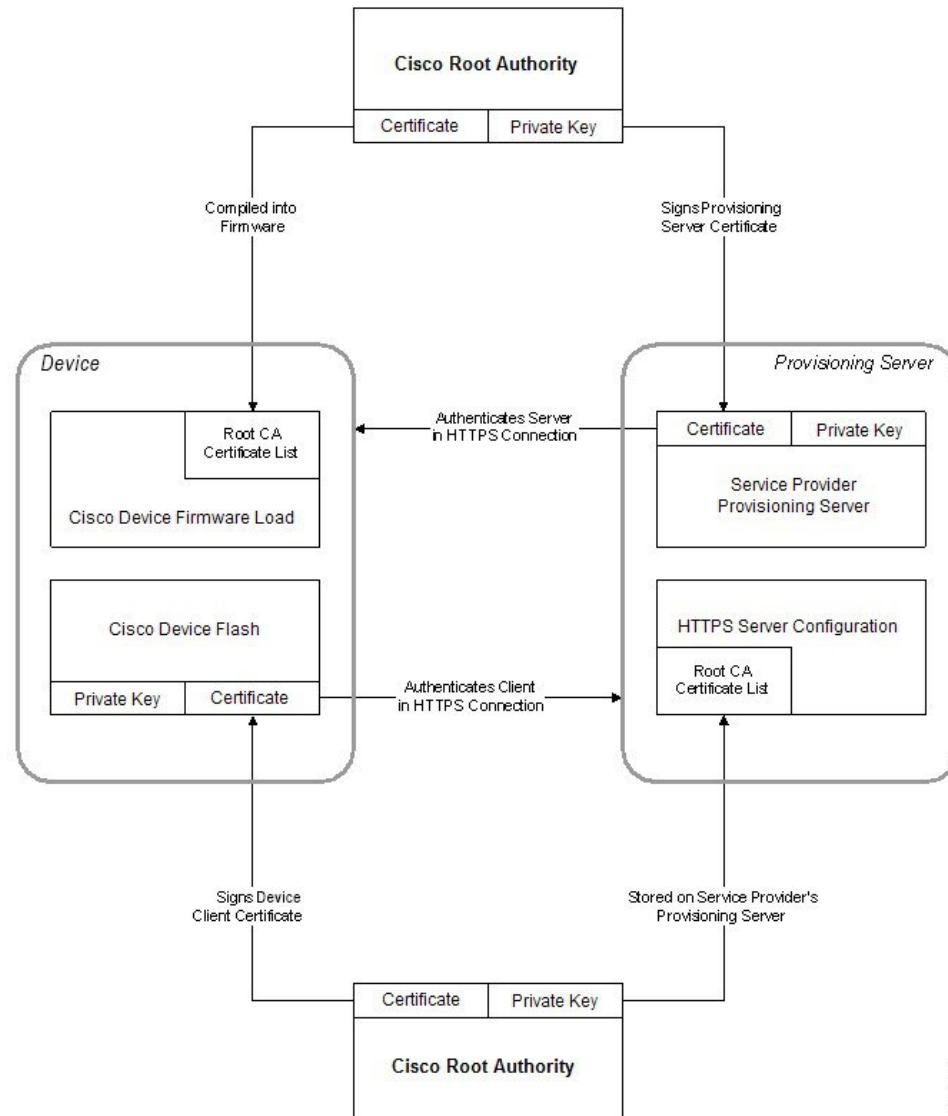 Cisco Root Authority
Certificate
Private Key
Compiled into
Firmware
Signs Provisioning
Server Certificate
Device
Provisioning Server
Root CA
Certificate List
Cisco Device Firmware Load
Authenticates Server
in HTTPS Connection
Certificate
Private Key
Service Provider
Provisioning Server
Cisco Device Flash
Private Key
Certificate
Authenticates Client
in HTTPS Connection
HTTPS Server Configuration
Root CA
Certificate List
Signs Device
Client Certificate
Stored on Service Provider's
Provisioning Server
Certificate
Private Key
Cisco Root Authority